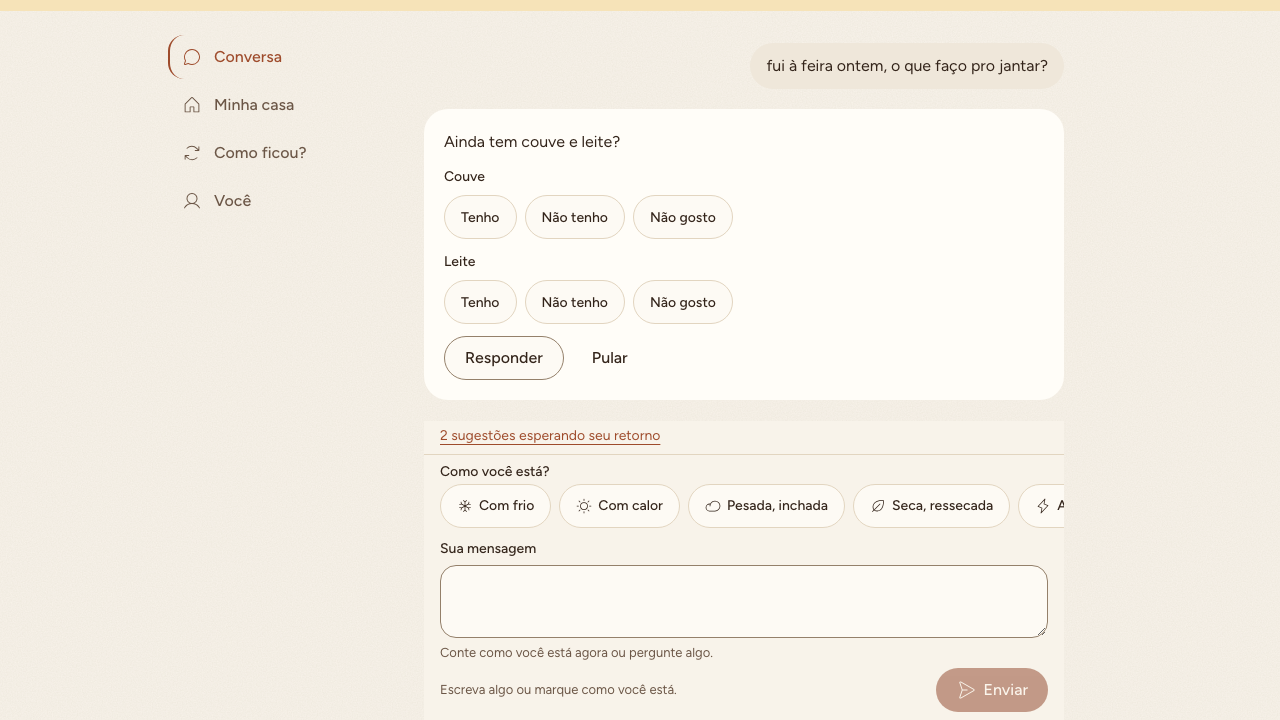 Conversa
Minha casa
Como ficou?
Você
fui à feira ontem, o que faço pro jantar?
Ainda tem couve e leite?
Couve
Tenho Não tenho Não gosto
Leite
Tenho Não tenho Não gosto
Responder Pular
2 sugestões esperando seu retorno
Como você está?
Com frio Com calor Pesada, inchada Seca, ressecada
Sua mensagem
Conte como você está agora ou pergunte algo.
Escreva algo ou marque como você está.
Enviar